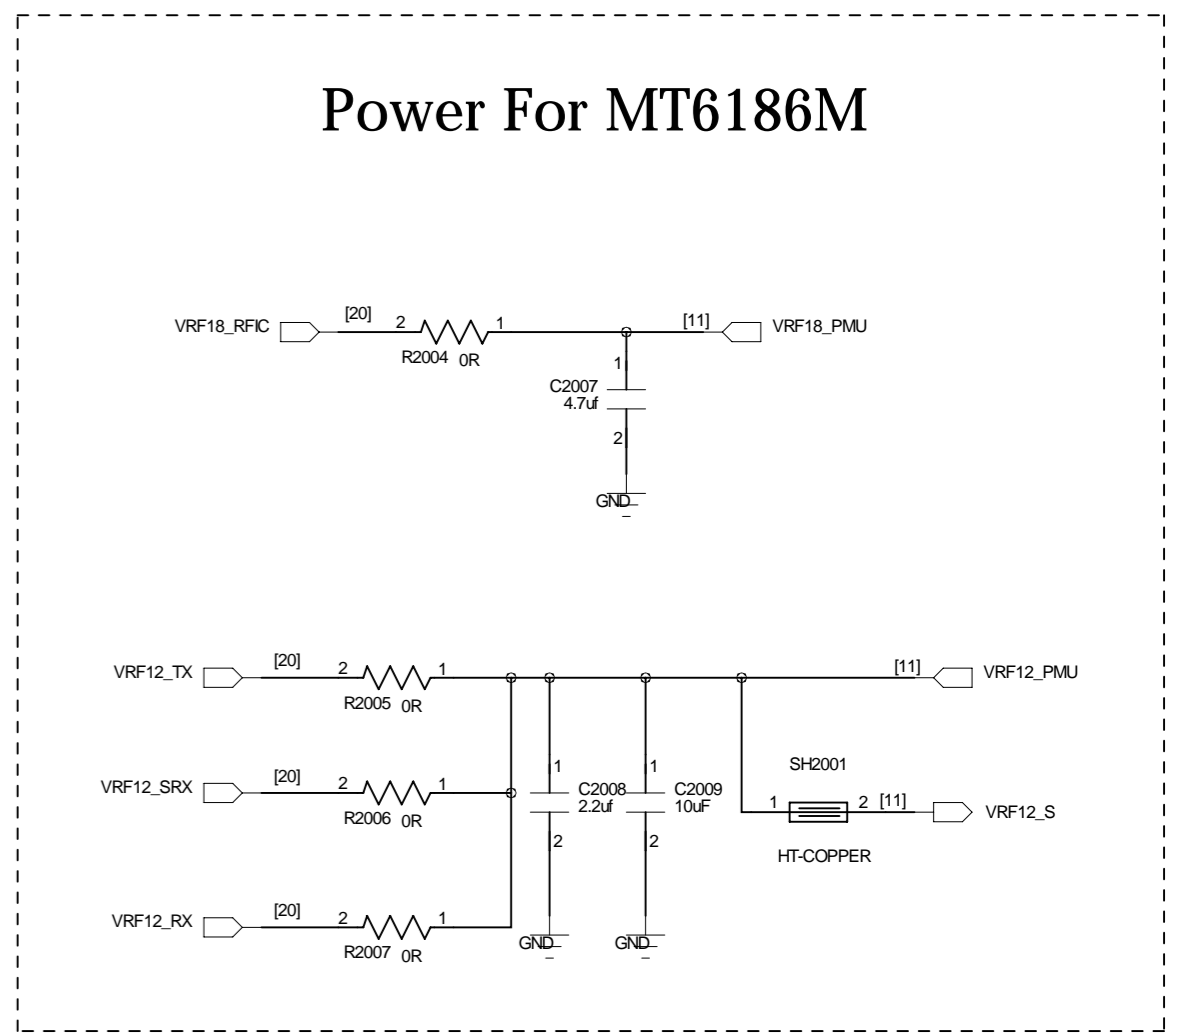 Power For MT6186M
VRF18_RFIC [20] 2 1 [11] VRF18_PMU
R2004 0R
1
C2007
4.7uf
2
GND
VRF12_TX [20] 2 1 [11] VRF12_PMU
R2005 0R
1 1 SH2001
VRF12_SRX [20] 2 1 C2008 C2009
2.2uf 10uF 1 2 [11] VRF12_S
R2006 0R
2 2
HT-COPPER
VRF12_RX [20] 2 1
GND GND
R2007 0R